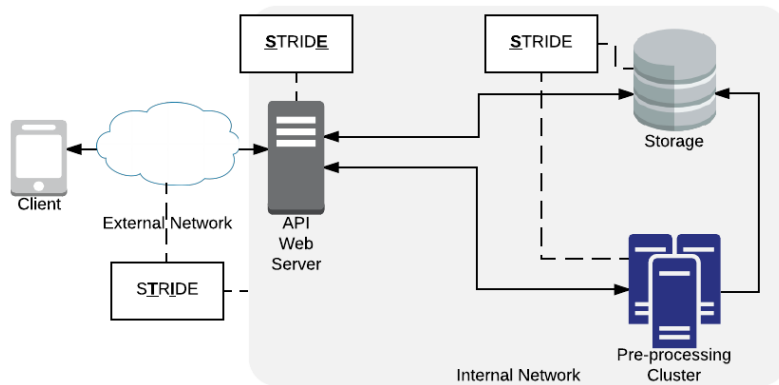 STRIDE
STRIDE
Storage
Client
API
Web
Server
External Network
STRIDE
Pre-processing
Cluster
Internal Network